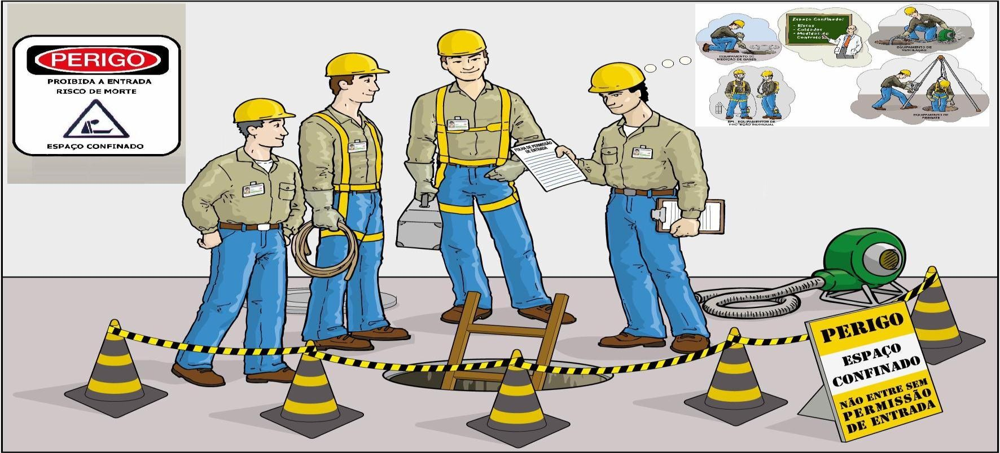 PERIGO
PROIBIDA A ENTRADA
RISCO DE MORTE
ESPAÇO CONFINADO
EQUIPAMENTO DE
MEDIÇÃO DE GASES
Espaço Confinado:
- Riscos
- Cuidados
- Medidas de
Controle
EQUIPAMENTO DE
VENTILAÇÃO
EPI - EQUIPAMENTOS DE
PROTEÇÃO INDIVIDUAL
EQUIPAMENTO DE
RESGATE
FOLHA DE PERMISSÃO
DE ENTRADA
PERIGO
ESPAÇO
CONFINADO
NÃO ENTRE SEM
PERMISSÃO
DE ENTRADA